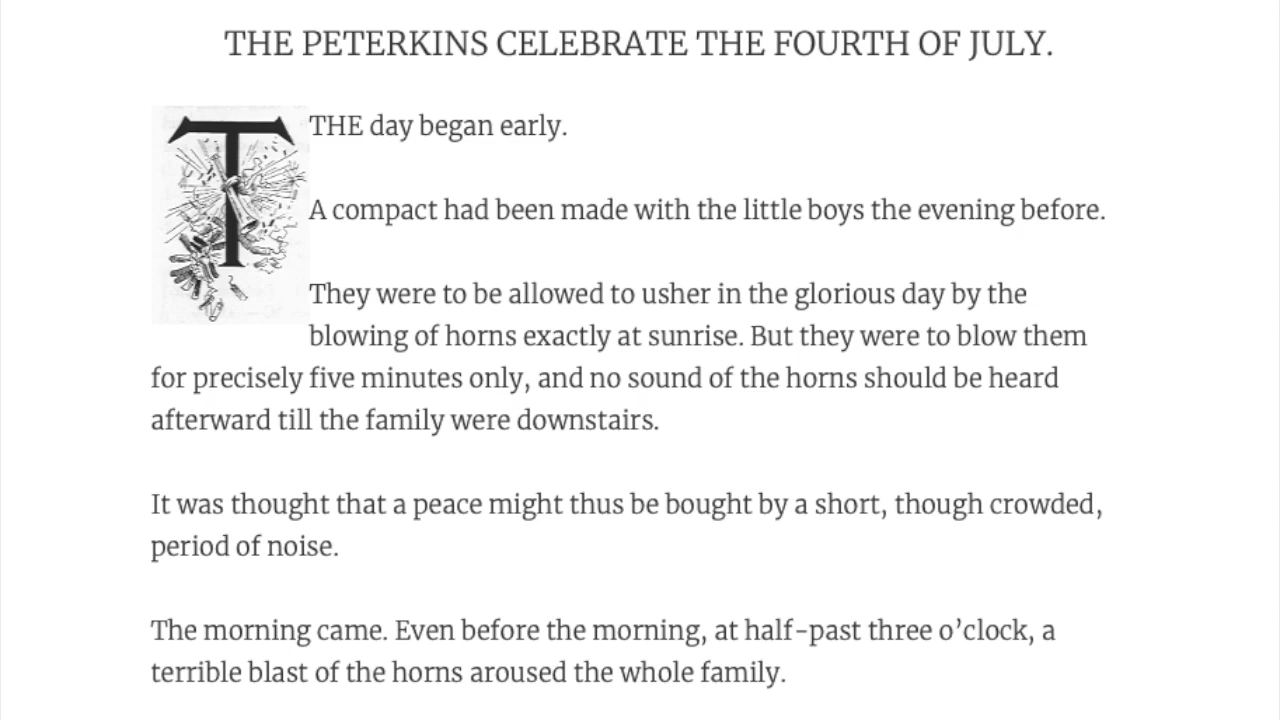 THE PETERKINS CELEBRATE THE FOURTH OF JULY.
T
THE day began early.
A compact had been made with the little boys the evening before.
They were to be allowed to usher in the glorious day by the
blowing of horns exactly at sunrise. But they were to blow them
for precisely five minutes only, and no sound of the horns should be heard
afterward till the family were downstairs.
It was thought that a peace might thus be bought by a short, though crowded,
period of noise.
The morning came. Even before the morning, at half-past three o’clock, a
terrible blast of the horns aroused the whole family.